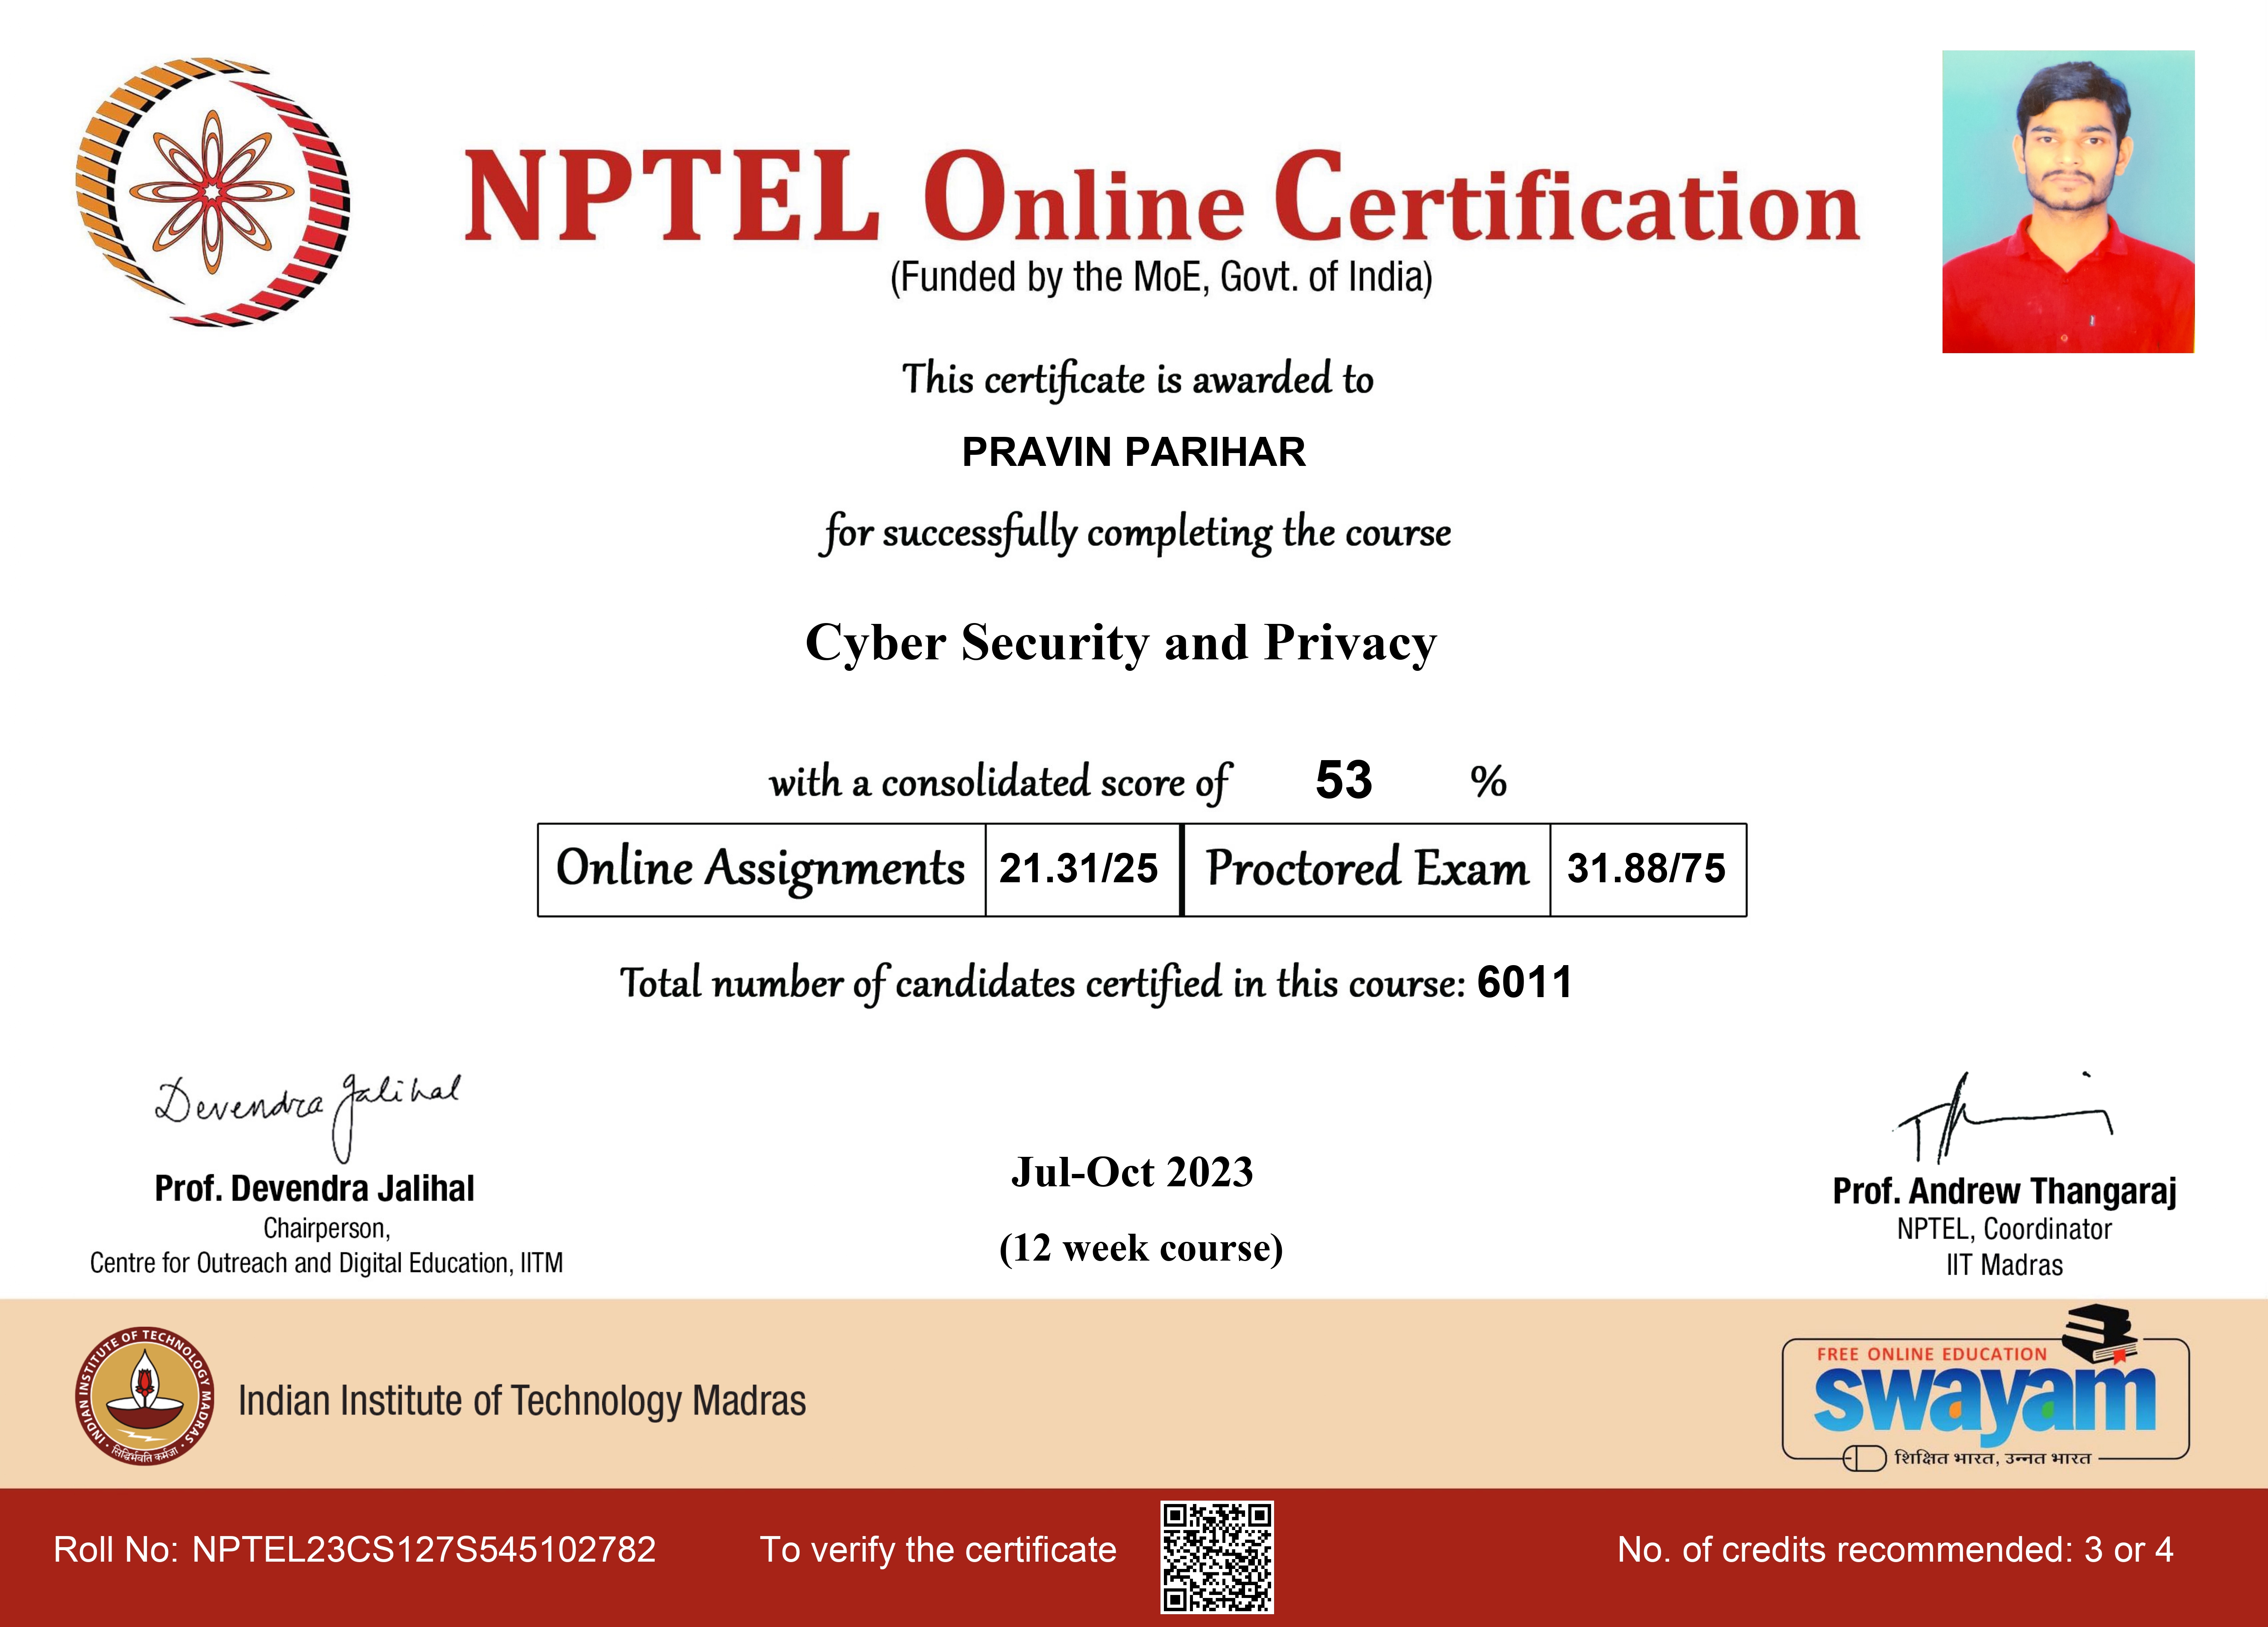 NPTEL Online Certification
(Funded by the MoE, Govt. of India)
This certificate is awarded to
PRAVIN PARIHAR
for successfully completing the course
Cyber Security and Privacy
with a consolidated score of 53 %
Online Assignments 21.31/25 Proctored Exam 31.88/75
Total number of candidates certified in this course: 6011
Devendra Jalihal
Prof. Devendra Jalihal
Chairperson,
Centre for Outreach and Digital Education, IITM
Jul-Oct 2023
(12 week course)
Prof. Andrew Thangaraj
NPTEL, Coordinator
IIT Madras
INDIAN INSTITUTE OF TECHNOLOGY MADRAS
सिद्धिर्भवति कर्मजा
Indian Institute of Technology Madras
FREE ONLINE EDUCATION
swayam
शिक्षित भारत, उन्नत भारत
Roll No: NPTEL23CS127S545102782
To verify the certificate
No. of credits recommended: 3 or 4